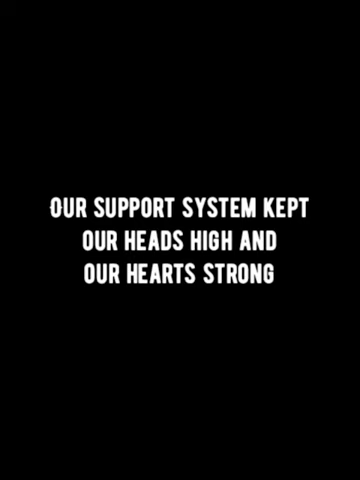 OUR SUPPORT SYSTEM KEPT
OUR HEADS HIGH AND
OUR HEARTS STRONG